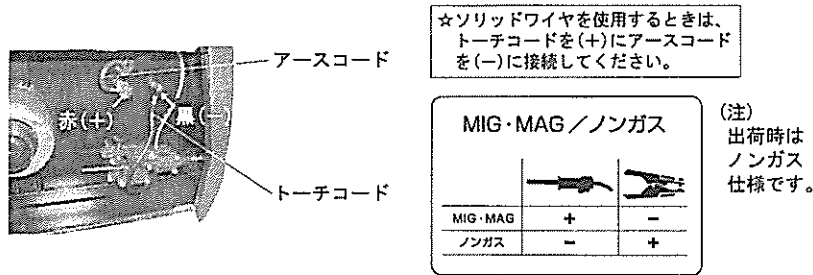 アースコード
赤(+)
黒(−)
トーチコード
☆ソリッドワイヤを使用するときは、
トーチコードを(+)にアースコード
を(−)に接続してください。
MIG・MAG／ノンガス
MIG・MAG + −
ノンガス − +
(注)
出荷時は
ノンガス
仕様です。